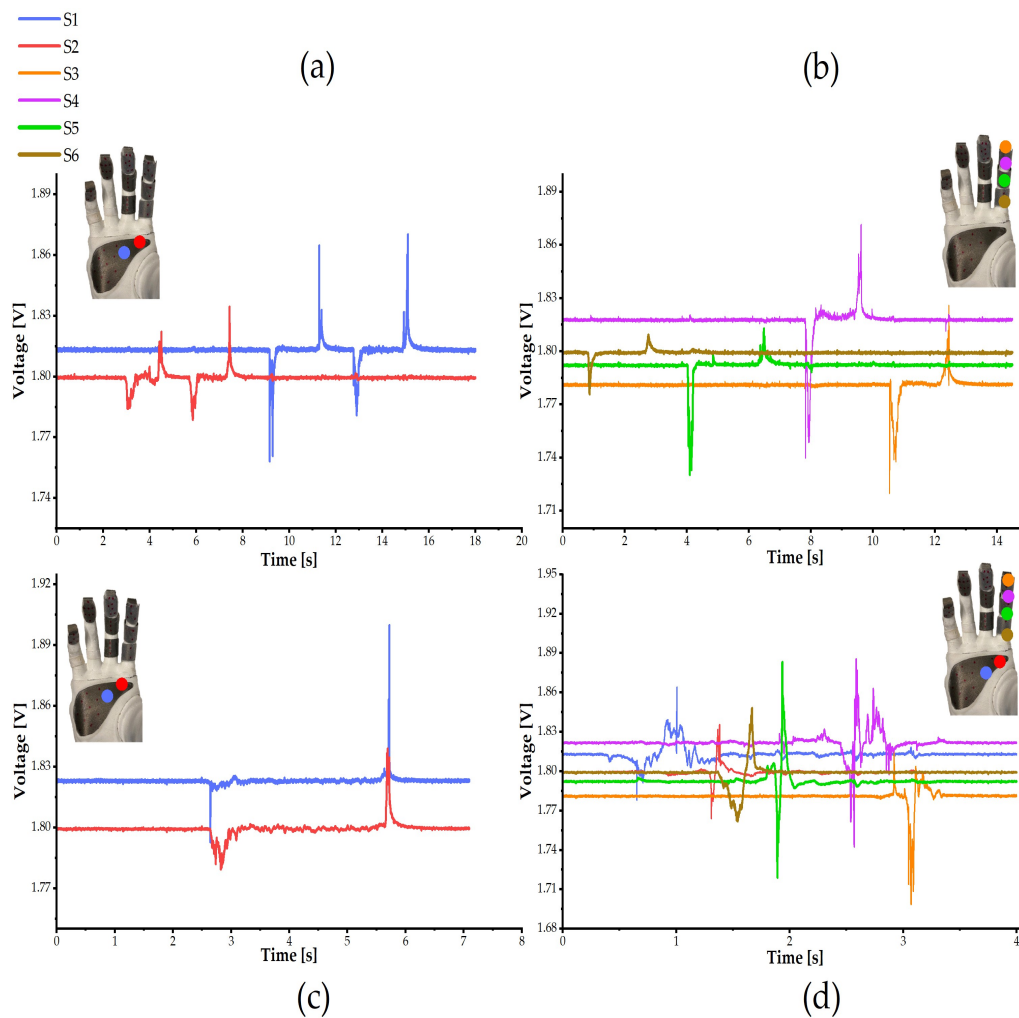 S1
S2
S3
S4
S5
S6
(a)
(b)
Voltage [V]
1.89
1.86
1.83
1.80
1.77
1.74
0 2 4 6 8 10 12 14 16 18 20
Time [s]
Voltage [V]
1.89
1.86
1.83
1.80
1.77
1.74
1.71
0 2 4 6 8 10 12 14
Time [s]
Voltage [V]
1.92
1.89
1.86
1.83
1.80
1.77
0 1 2 3 4 5 6 7 8
Time [s]
Voltage [V]
1.95
1.92
1.89
1.86
1.83
1.80
1.77
1.74
1.71
1.68
0 1 2 3 4
Time [s]
(c)
(d)